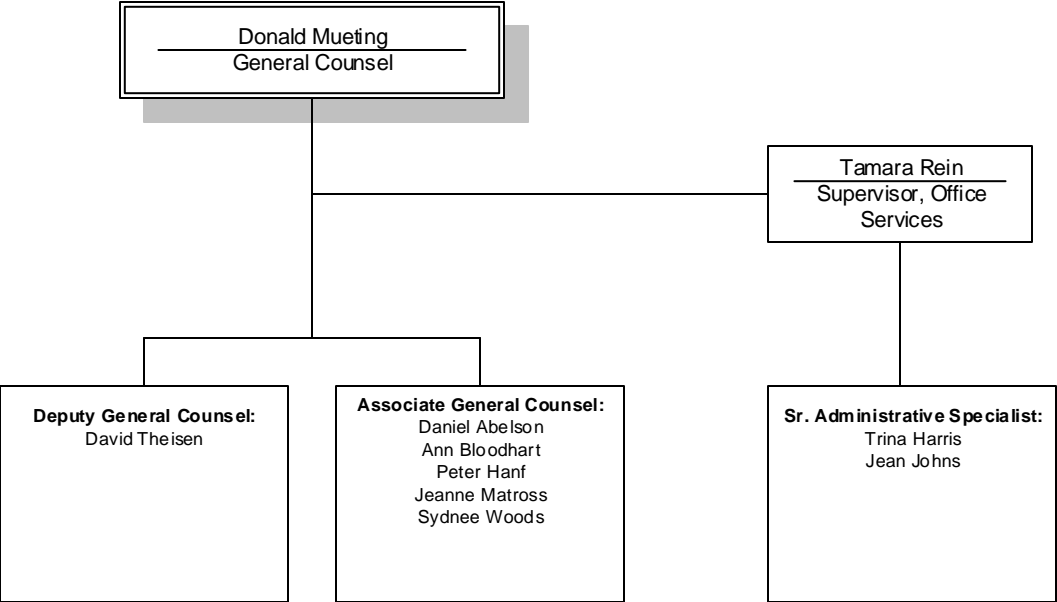 Donald Mueting
General Counsel
Tamara Rein
Supervisor, Office
Services
Deputy General Counsel:
David Theisen
Associate General Counsel:
Daniel Abelson
Ann Bloodhart
Peter Hanf
Jeanne Matross
Sydnee Woods
Sr. Administrative Specialist:
Trina Harris
Jean Johns